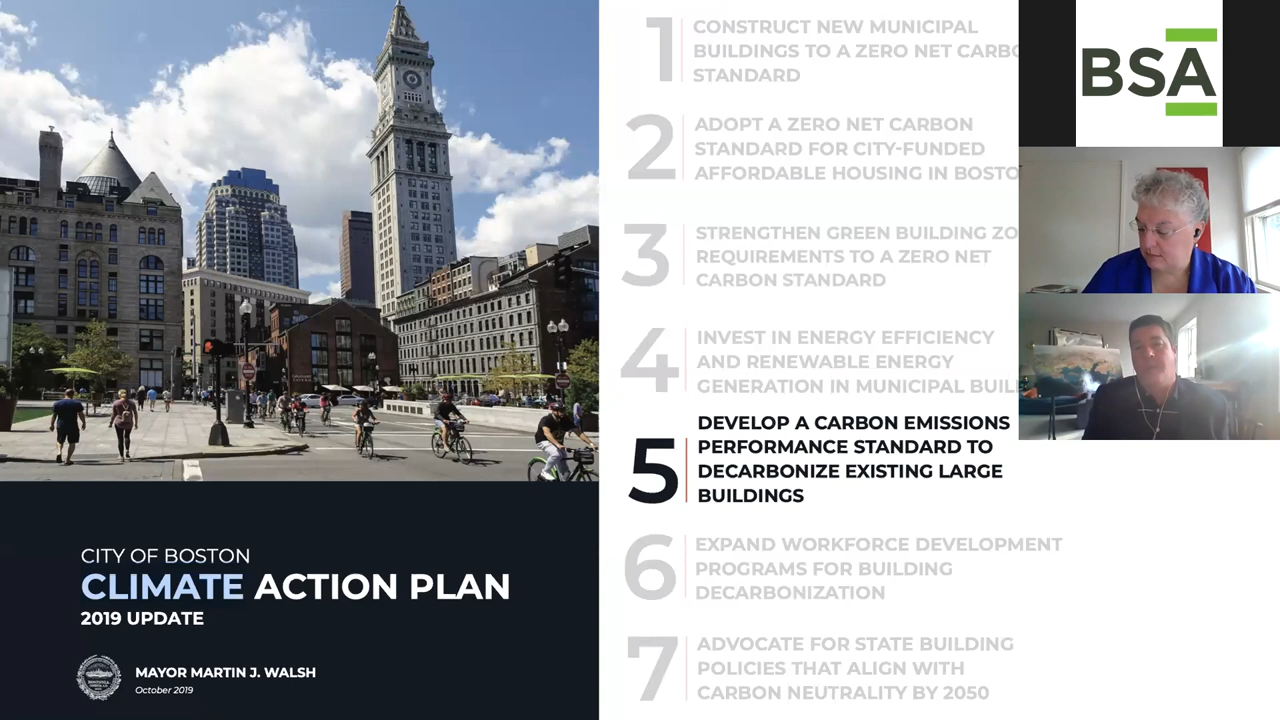 CITY OF BOSTON
CLIMATE ACTION PLAN
2019 UPDATE
MAYOR MARTIN J. WALSH
October 2019
1
CONSTRUCT NEW MUNICIPAL
BUILDINGS TO A ZERO NET CARBO
STANDARD
2
ADOPT A ZERO NET CARBON
STANDARD FOR CITY-FUNDED
AFFORDABLE HOUSING IN BOSTO
3
STRENGTHEN GREEN BUILDING ZO
REQUIREMENTS TO A ZERO NET
CARBON STANDARD
4
INVEST IN ENERGY EFFICIENCY
AND RENEWABLE ENERGY
GENERATION IN MUNICIPAL BUIL
5
DEVELOP A CARBON EMISSIONS
PERFORMANCE STANDARD TO
DECARBONIZE EXISTING LARGE
BUILDINGS
6
EXPAND WORKFORCE DEVELOPMENT
PROGRAMS FOR BUILDING
DECARBONIZATION
7
ADVOCATE FOR STATE BUILDING
POLICIES THAT ALIGN WITH
CARBON NEUTRALITY BY 2050
BSA